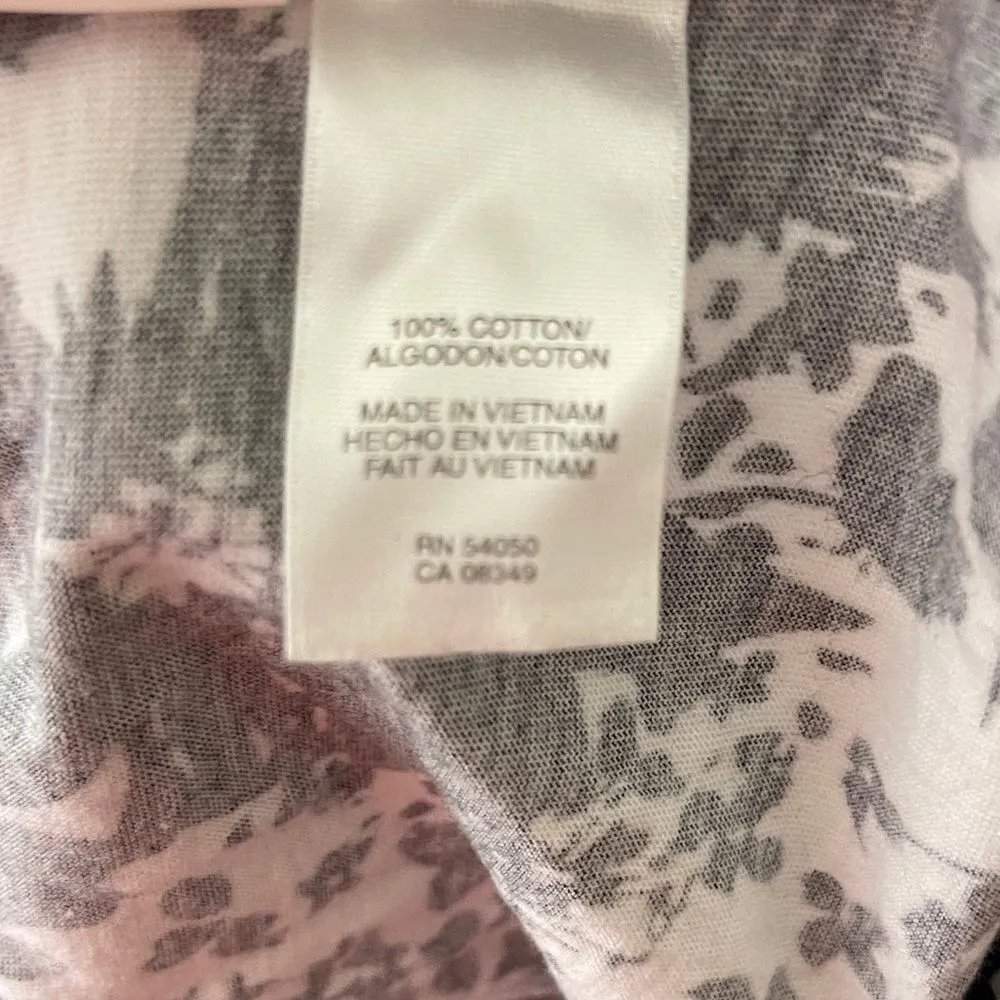 100% COTTON/
ALGODON/COTON
MADE IN VIETNAM
HECHO EN VIETNAM
FAIT AU VIETNAM
RN 54050
CA 08349